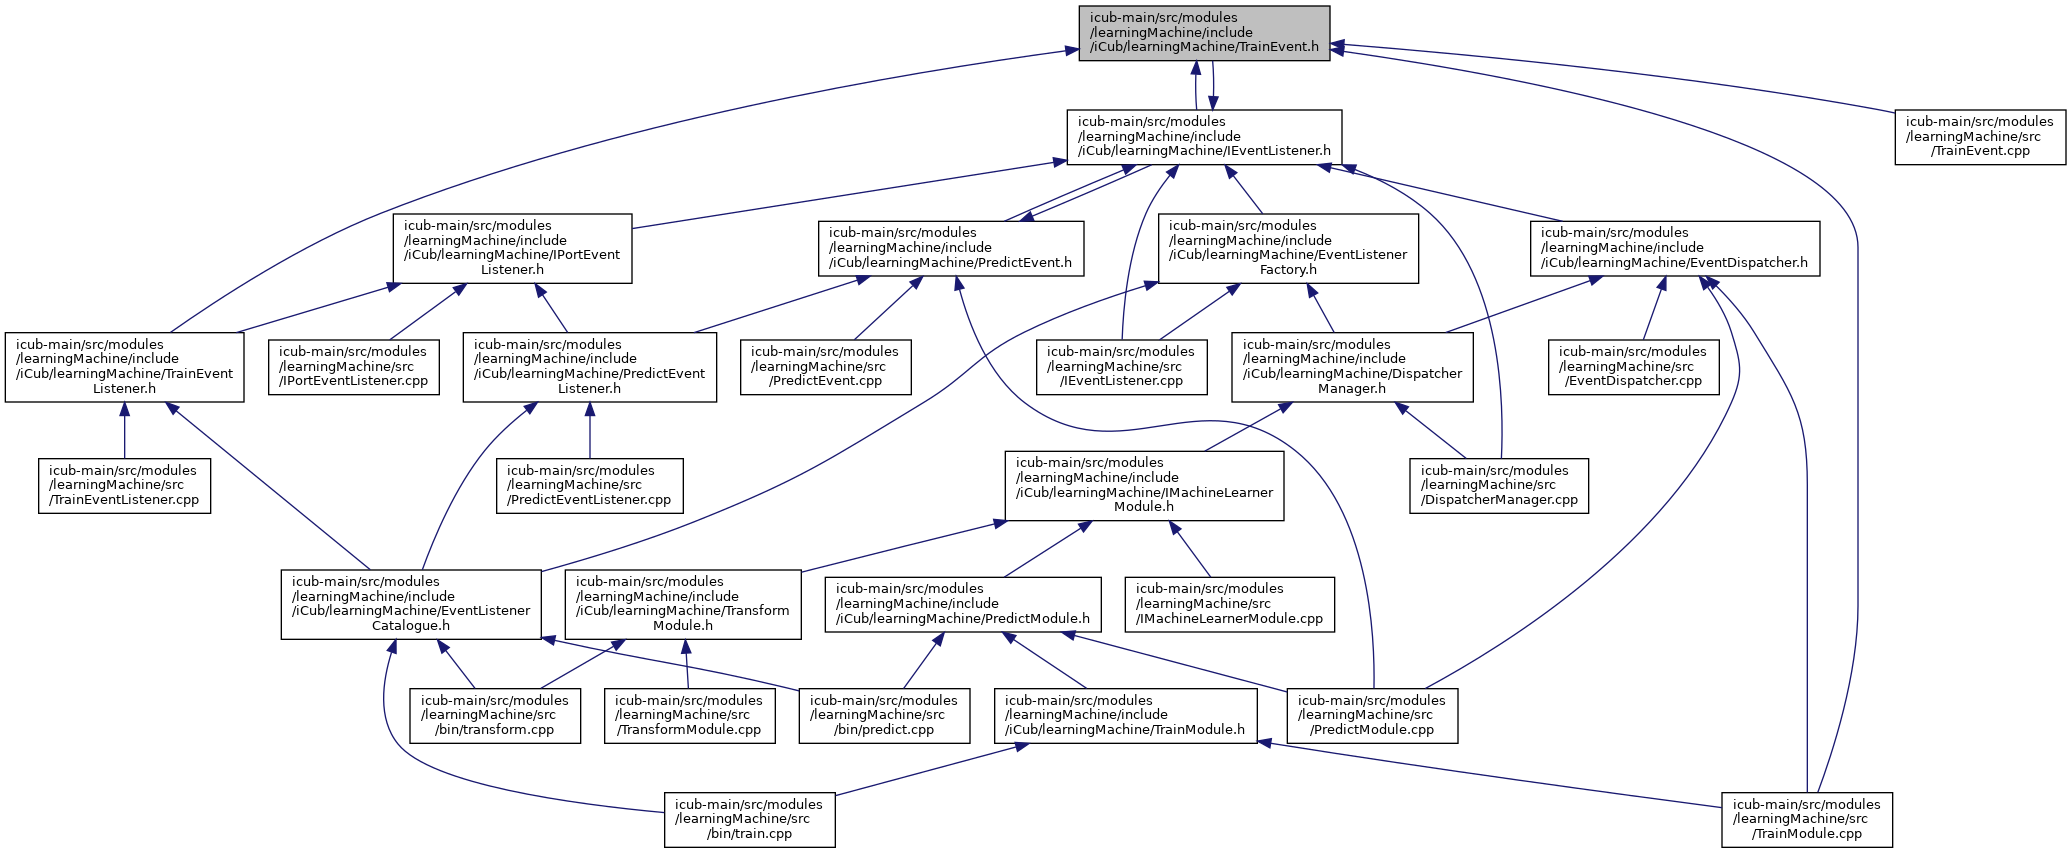 icub-main/src/modules
/learningMachine/include
/iCub/learningMachine/TrainEvent.h
icub-main/src/modules
/learningMachine/include
/iCub/learningMachine/IEventListener.h
icub-main/src/modules
/learningMachine/src
/TrainEvent.cpp
icub-main/src/modules
/learningMachine/include
/iCub/learningMachine/IPortEvent
Listener.h
icub-main/src/modules
/learningMachine/include
/iCub/learningMachine/PredictEvent.h
icub-main/src/modules
/learningMachine/include
/iCub/learningMachine/EventListener
Factory.h
icub-main/src/modules
/learningMachine/include
/iCub/learningMachine/EventDispatcher.h
icub-main/src/modules
/learningMachine/include
/iCub/learningMachine/TrainEvent
Listener.h
icub-main/src/modules
/learningMachine/src
/IPortEventListener.cpp
icub-main/src/modules
/learningMachine/include
/iCub/learningMachine/PredictEvent
Listener.h
icub-main/src/modules
/learningMachine/src
/PredictEvent.cpp
icub-main/src/modules
/learningMachine/src
/IEventListener.cpp
icub-main/src/modules
/learningMachine/include
/iCub/learningMachine/Dispatcher
Manager.h
icub-main/src/modules
/learningMachine/src
/EventDispatcher.cpp
icub-main/src/modules
/learningMachine/src
/TrainEventListener.cpp
icub-main/src/modules
/learningMachine/src
/PredictEventListener.cpp
icub-main/src/modules
/learningMachine/include
/iCub/learningMachine/IMachineLearner
Module.h
icub-main/src/modules
/learningMachine/src
/DispatcherManager.cpp
icub-main/src/modules
/learningMachine/include
/iCub/learningMachine/EventListener
Catalogue.h
icub-main/src/modules
/learningMachine/include
/iCub/learningMachine/Transform
Module.h
icub-main/src/modules
/learningMachine/include
/iCub/learningMachine/PredictModule.h
icub-main/src/modules
/learningMachine/src
/IMachineLearnerModule.cpp
icub-main/src/modules
/learningMachine/src
/bin/transform.cpp
icub-main/src/modules
/learningMachine/src
/TransformModule.cpp
icub-main/src/modules
/learningMachine/src
/bin/predict.cpp
icub-main/src/modules
/learningMachine/include
/iCub/learningMachine/TrainModule.h
icub-main/src/modules
/learningMachine/src
/PredictModule.cpp
icub-main/src/modules
/learningMachine/src
/bin/train.cpp
icub-main/src/modules
/learningMachine/src
/TrainModule.cpp